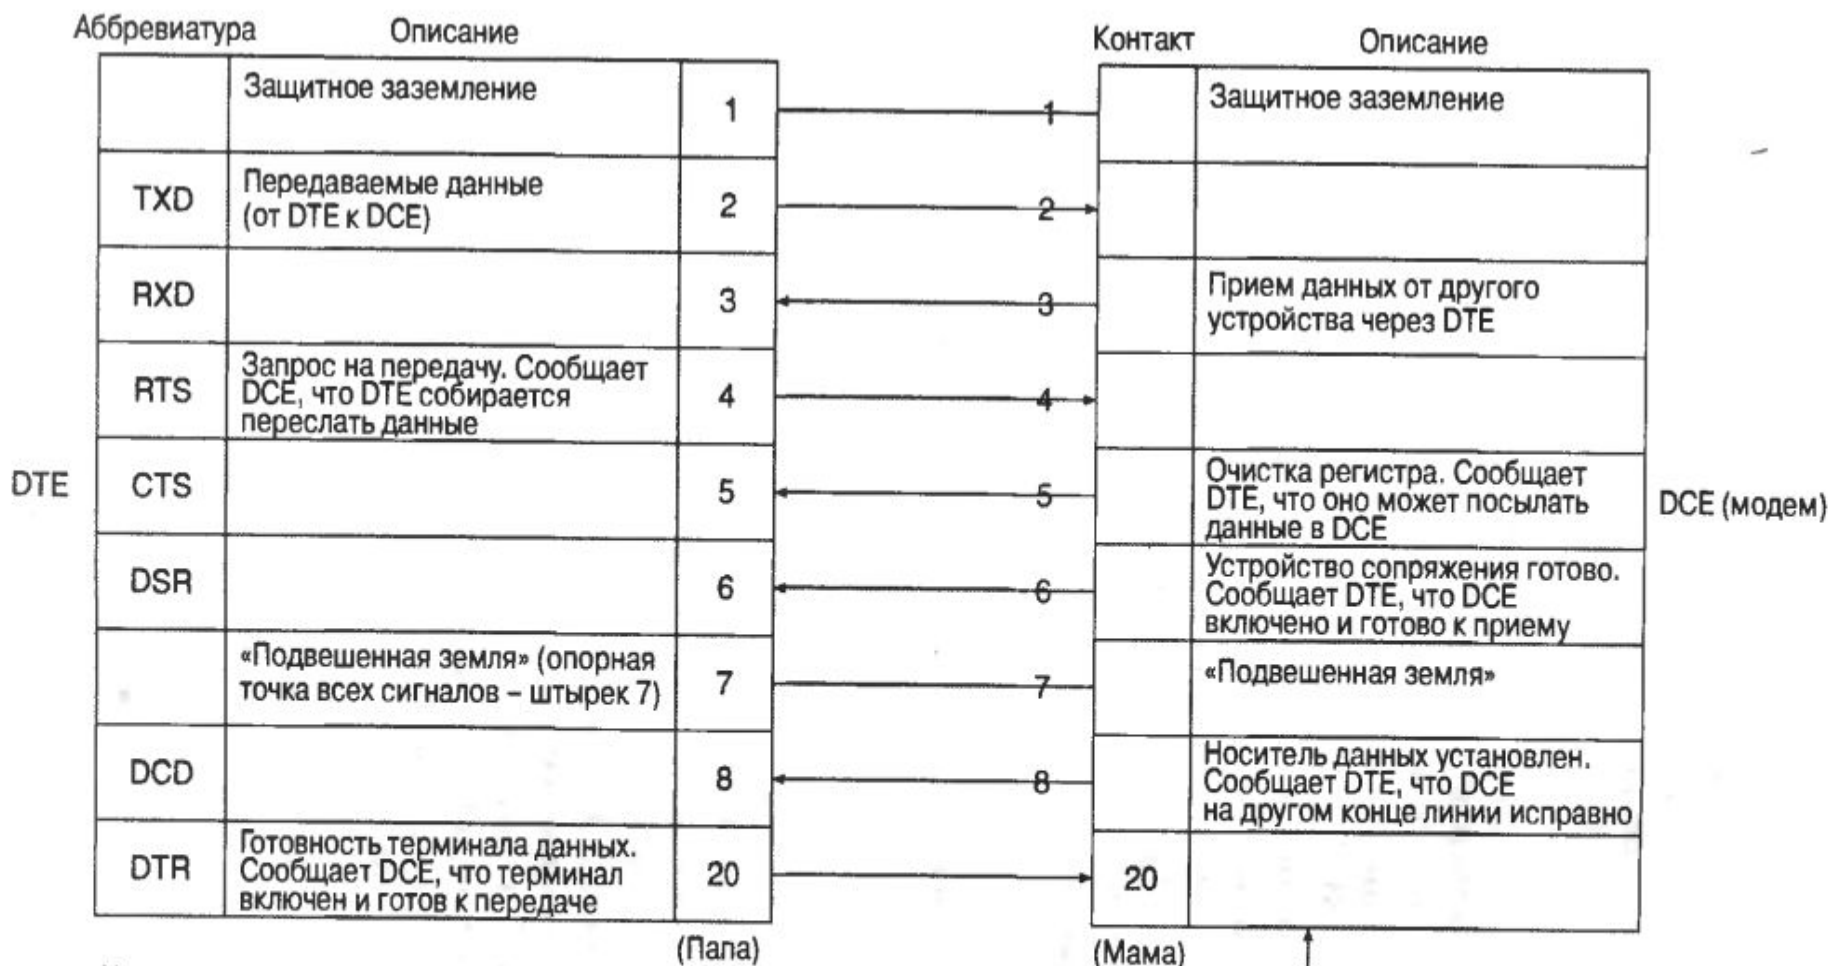 Аббревиатура Описание
Контакт Описание
Защитное заземление 1 1 Защитное заземление
TXD Передаваемые данные
(от DTE к DCE) 2 2
RXD 3 3 Прием данных от другого
устройства через DTE
RTS Запрос на передачу. Сообщает
DCE, что DTE собирается
переслать данные 4 4
DTE CTS 5 5 Очистка регистра. Сообщает
DTE, что оно может посылать
данные в DCE
DCE (модем)
DSR 6 6 Устройство сопряжения готово.
Сообщает DTE, что DCE
включено и готово к приему
«Подвешенная земля» (опорная
точка всех сигналов – штырек 7) 7 7 «Подвешенная земля»
DCD 8 8 Носитель данных установлен.
Сообщает DTE, что DCE
на другом конце линии исправно
DTR Готовность терминала данных.
Сообщает DCE, что терминал
включен и готов к передаче 20 20
(Папа) (Мама)